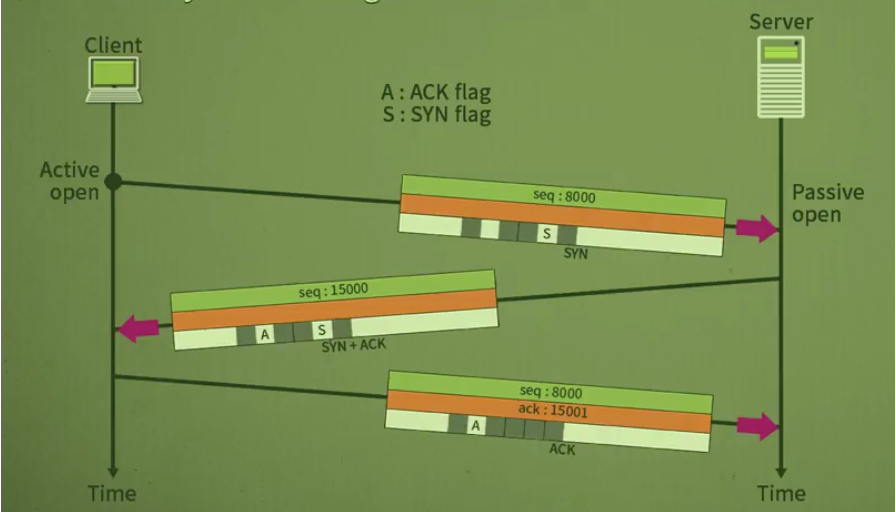 Client
Server
A : ACK flag
S : SYN flag
Active
open
seq : 8000
S
SYN
Passive
open
seq : 15000
A
S
SYN + ACK
seq : 8000
ack : 15001
A
ACK
Time
Time